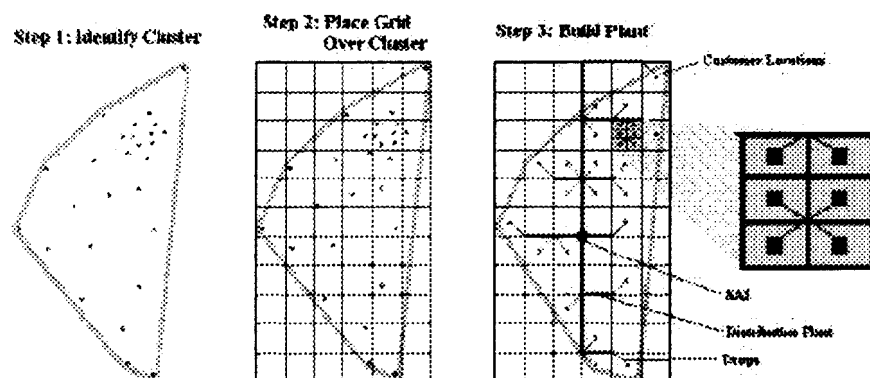 Step 1: Identify Cluster
Step 2: Place Grid
Over Cluster
Step 3: Build Plant
Customer Locations
SAI
Distribution Plant
Drops